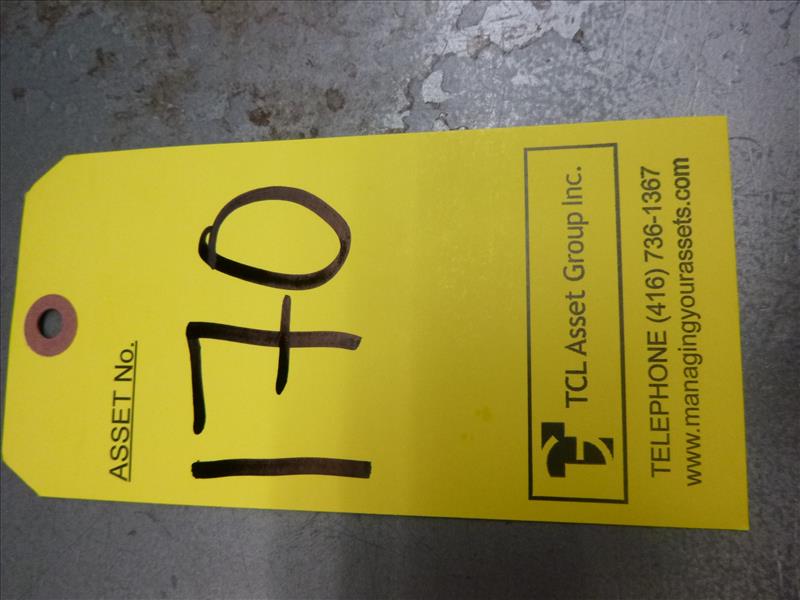 ASSET No.
170
TCL Asset Group Inc.
TELEPHONE (416) 736-1367
www.managingyourassets.com